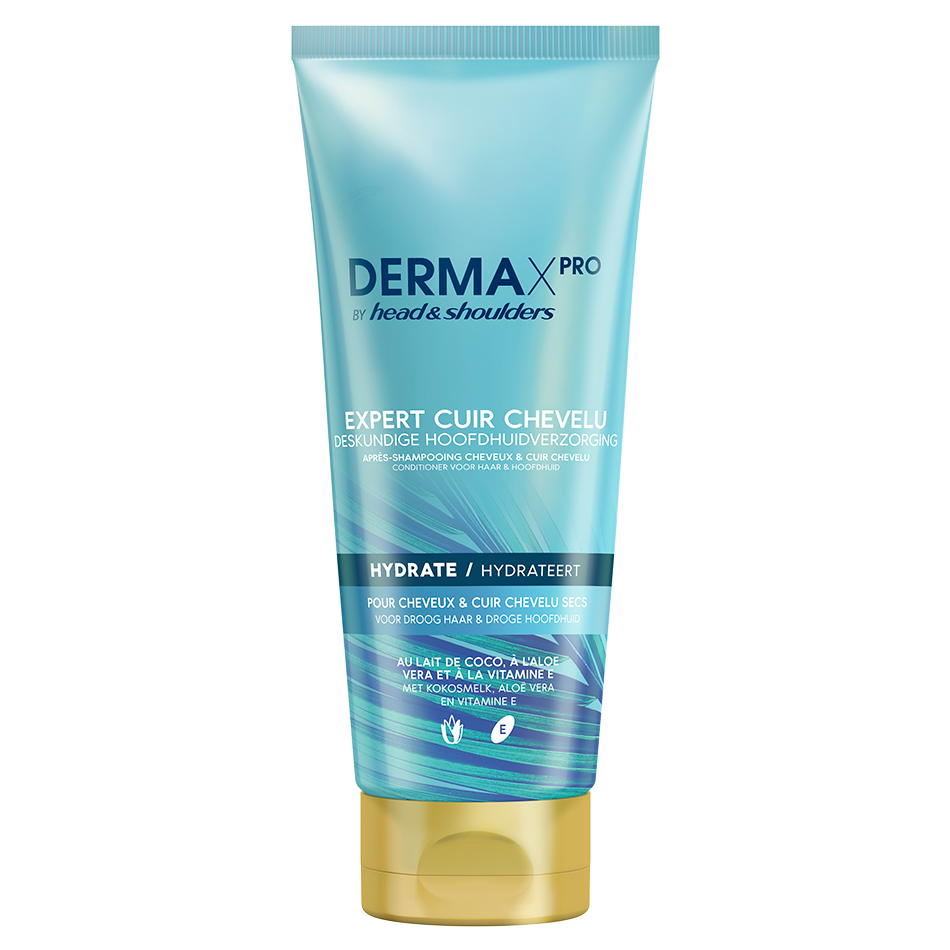 DERMAXPRO
BY head & shoulders
EXPERT CUIR CHEVELU
DESKUNDIGE HOOFDHUIDVERZORGING
APRÈS-SHAMPOOING CHEVEUX & CUIR CHEVELU
CONDITIONER VOOR HAAR & HOOFDHUID
HYDRATE / HYDRATEERT
POUR CHEVEUX & CUIR CHEVELU SECS
VOOR DROOG HAAR & DROGE HOOFDHUID
AU LAIT DE COCO, À L'ALOE
VERA ET À LA VITAMINE E
MET KOKOSMELK, ALOË VERA
EN VITAMINE E
E